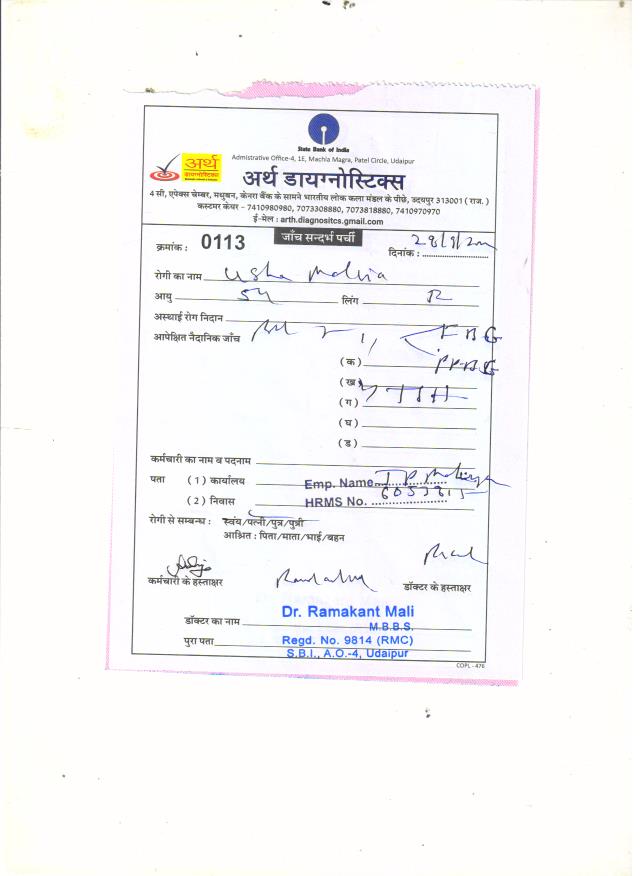 State Bank of India
Admistrative Office-4, 1E, Machla Magra, Patel Circle, Udaipur
अर्थ
डायग्नोस्टिक्स
अर्थ डायग्नोस्टिक्स
4 सी, एपेक्स चेम्बर, मधुबन, केनरा बैंक के सामने भारतीय लोक कला मंडल के पीछे, उदयपुर 313001 ( राज. )
कस्टमर केयर - 7410980980, 7073308880, 7073818880, 7410970970
ई-मेल : arth.diagnositcs.gmail.com
जाँच सन्दर्भ पर्ची
क्रमांक : 0113
दिनांक :
रोगी का नाम Usha
आयु 54 लिंग
अस्थाई रोग निदान
आपेक्षित नैदानिक जाँच FBG
( क ) PPBG
( ख )
( ग )
( घ )
( ड )
कर्मचारी का नाम व पदनाम
पता ( 1 ) कार्यालय Emp. Name
( 2 ) निवास HRMS No.
रोगी से सम्बन्ध : स्वंय/पत्नी/पुत्र/पुत्री
आश्रित : पिता/माता/भाई/बहन
कर्मचारी के हस्ताक्षर डॉक्टर के हस्ताक्षर
डॉक्टर का नाम Dr. Ramakant Mali
M.B.B.S.
पुरा पता Regd. No. 9814 (RMC)
S.B.I., A.O.-4, Udaipur
COPL - 476